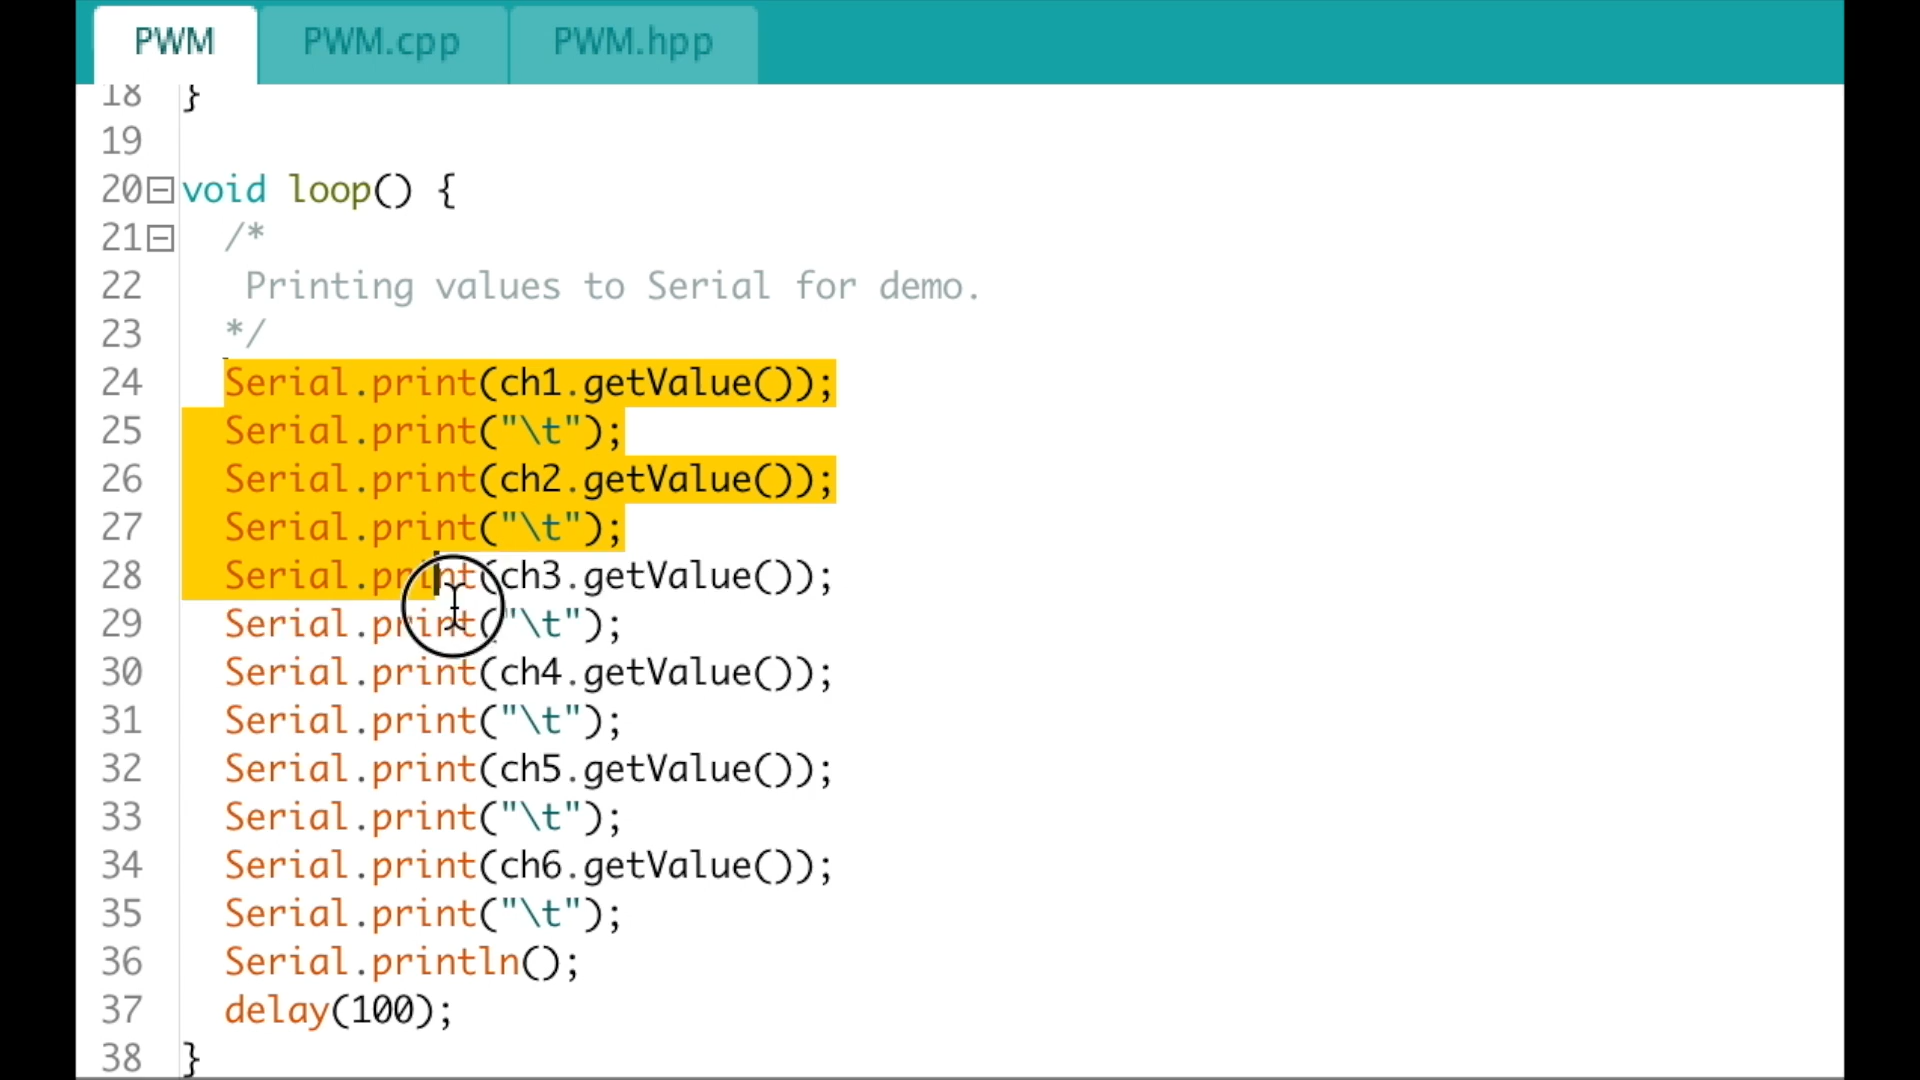 PWM PWM.cpp PWM.hpp
18 }
19
20 void loop() {
21 /*
22 Printing values to Serial for demo.
23 */
24 Serial.print(ch1.getValue());
25 Serial.print("\t");
26 Serial.print(ch2.getValue());
27 Serial.print("\t");
28 Serial.print(ch3.getValue());
29 Serial.print("\t");
30 Serial.print(ch4.getValue());
31 Serial.print("\t");
32 Serial.print(ch5.getValue());
33 Serial.print("\t");
34 Serial.print(ch6.getValue());
35 Serial.print("\t");
36 Serial.println();
37 delay(100);
38 }